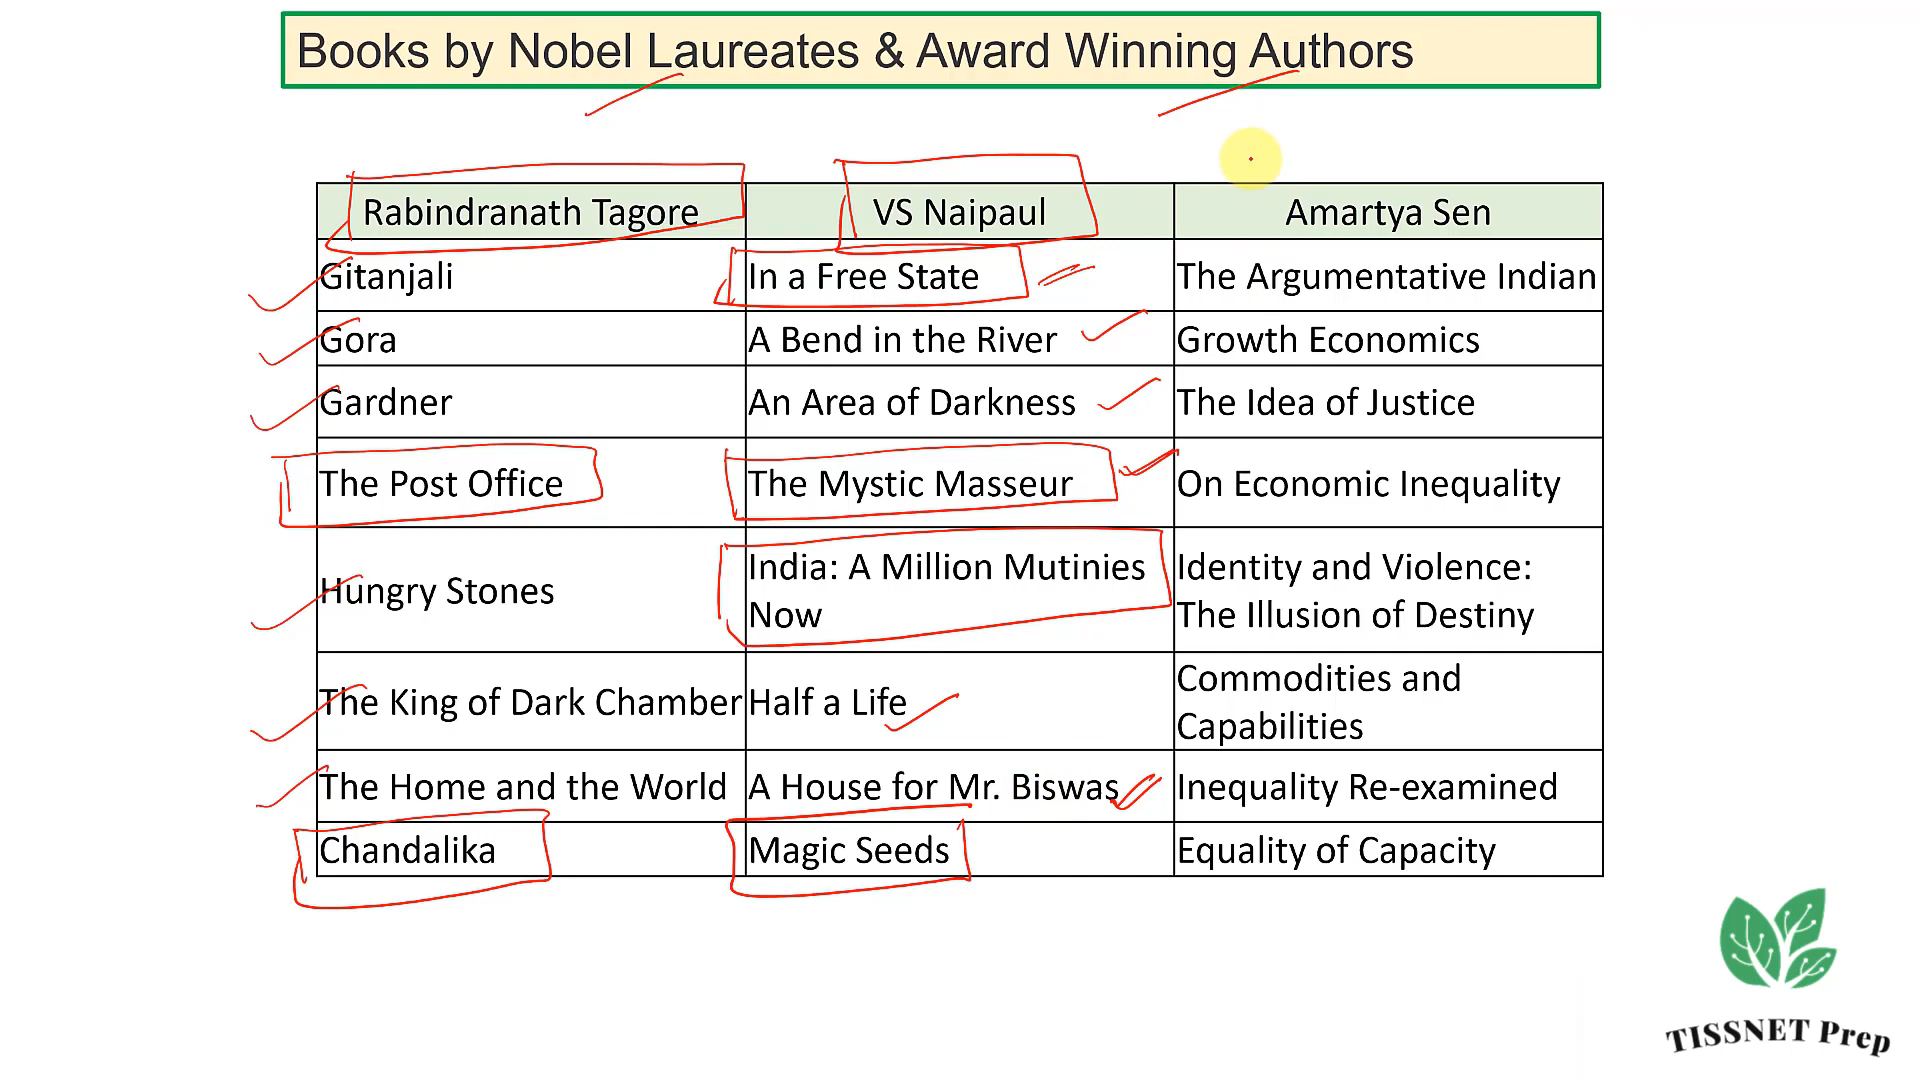 Books by Nobel Laureates & Award Winning Authors
Rabindranath Tagore VS Naipaul Amartya Sen
Gitanjali In a Free State The Argumentative Indian
Gora A Bend in the River Growth Economics
Gardner An Area of Darkness The Idea of Justice
The Post Office The Mystic Masseur On Economic Inequality
Hungry Stones India: A Million Mutinies Now Identity and Violence: The Illusion of Destiny
The King of Dark Chamber Half a Life Commodities and Capabilities
The Home and the World A House for Mr. Biswas Inequality Re-examined
Chandalika Magic Seeds Equality of Capacity
TISSNET Prep